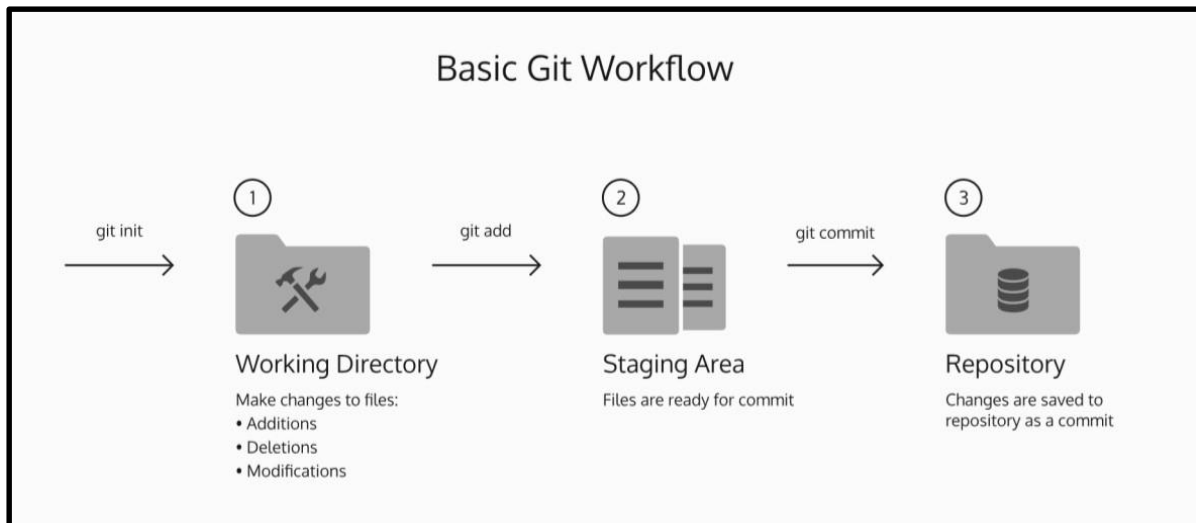 Basic Git Workflow
git init
1
Working Directory
Make changes to files:
• Additions
• Deletions
• Modifications
git add
2
Staging Area
Files are ready for commit
git commit
3
Repository
Changes are saved to
repository as a commit